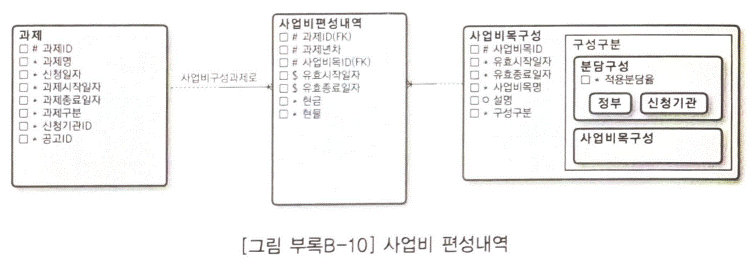 과제
□ # 과제ID
□ * 과제명
□ * 신청일자
□ * 과제시작일자
□ * 과제종료일자
□ * 과제구분
□ * 신청기관ID
□ * 공고ID
사업비구성과제로
사업비편성내역
□ # 과제ID(FK)
□ # 과제년차
□ # 사업비목ID(FK)
□ $ 유효시작일자
□ $ 유효종료일자
□ * 현금
□ * 현물
사업비목구성
□ # 사업비목ID
□ * 유효시작일자
□ * 유효종료일자
□ * 사업비목명
□ o 설명
□ * 구성구분
구성구분
분담구성
□ * 적용분담율
정부
신청기관
사업비목구성
[그림 부록B-10] 사업비 편성내역